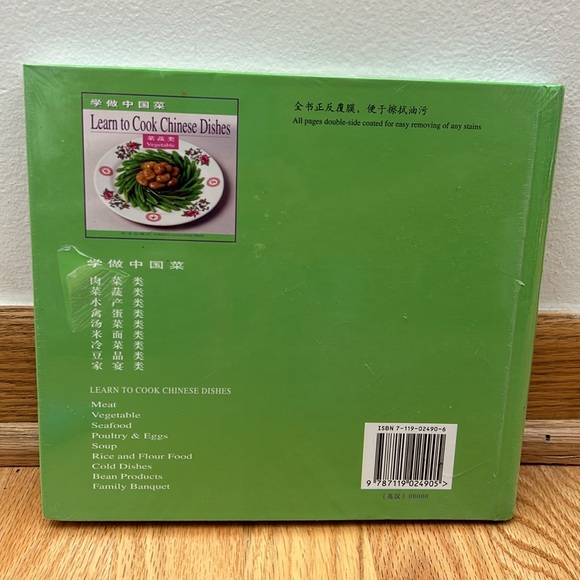 学做中国菜
Learn to Cook Chinese Dishes
菜蔬类
Vegetable
全书正反覆膜，便于擦拭油污
All pages double-side coated for easy removing of any stains
学做中国菜
肉菜类
菜蔬类
水产类
禽蛋类
汤菜类
米面类
冷菜类
豆品类
家宴类
LEARN TO COOK CHINESE DISHES
Meat
Vegetable
Seafood
Poultry & Eggs
Soup
Rice and Flour Food
Cold Dishes
Bean Products
Family Banquet
ISBN 7-119-02490-6
9 787119 024905 >
（英汉）08000